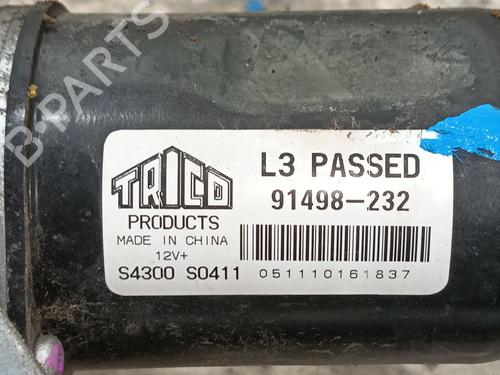 TRICO
PRODUCTS
MADE IN CHINA
12V+
S4300 S0411
L3 PASSED
91498-232
051110161837
B-PARTS